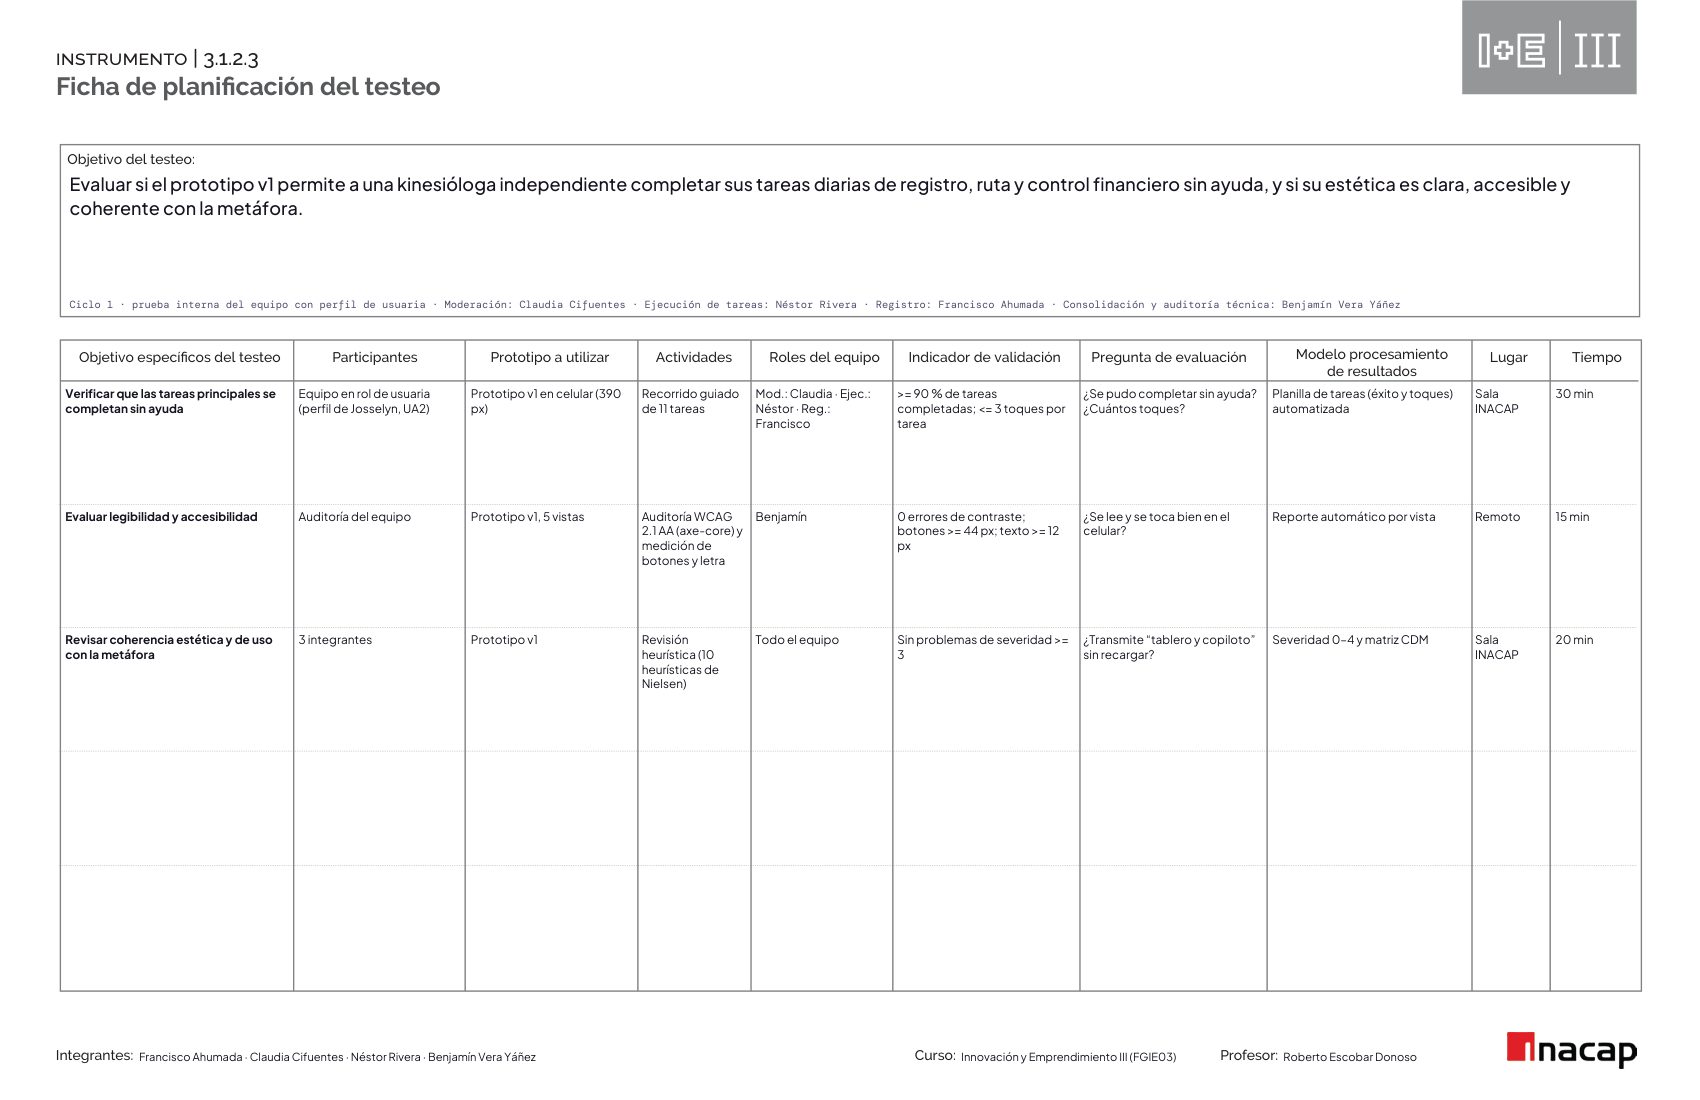 INSTRUMENTO | 3.1.2.3
Ficha de planificación del testeo
I+E | III
Objetivo del testeo:
Evaluar si el prototipo v1 permite a una kinesióloga independiente completar sus tareas diarias de registro, ruta y control financiero sin ayuda, y si su estética es clara, accesible y
coherente con la metáfora.
Ciclo 1 · prueba interna del equipo con perfil de usuaria · Moderación: Claudia Cifuentes · Ejecución de tareas: Néstor Rivera · Registro: Francisco Ahumada · Consolidación y auditoría técnica: Benjamín Vera Yáñez
Objetivo específicos del testeo
Participantes
Prototipo a utilizar
Actividades
Roles del equipo
Indicador de validación
Pregunta de evaluación
Modelo procesamiento
de resultados
Lugar
Tiempo
Verificar que las tareas principales se
completan sin ayuda
Equipo en rol de usuaria
(perfil de Josselyn, UA2)
Prototipo v1 en celular (390
px)
Recorrido guiado
de 11 tareas
Mod.: Claudia · Ejec.:
Néstor · Reg.:
Francisco
>= 90 % de tareas
completadas; <= 3 toques por
tarea
¿Se pudo completar sin ayuda?
¿Cuántos toques?
Planilla de tareas (éxito y toques)
automatizada
Sala
INACAP
30 min
Evaluar legibilidad y accesibilidad
Auditoría del equipo
Prototipo v1, 5 vistas
Auditoría WCAG
2.1 AA (axe-core) y
medición de
botones y letra
Benjamín
0 errores de contraste;
botones >= 44 px; texto >= 12
px
¿Se lee y se toca bien en el
celular?
Reporte automático por vista
Remoto
15 min
Revisar coherencia estética y de uso
con la metáfora
3 integrantes
Prototipo v1
Revisión
heurística (10
heurísticas de
Nielsen)
Todo el equipo
Sin problemas de severidad >=
3
¿Transmite “tablero y copiloto”
sin recargar?
Severidad 0–4 y matriz CDM
Sala
INACAP
20 min
Integrantes: Francisco Ahumada · Claudia Cifuentes · Néstor Rivera · Benjamín Vera Yáñez
Curso: Innovación y Emprendimiento III (FGIE03)
Profesor: Roberto Escobar Donoso
inacap